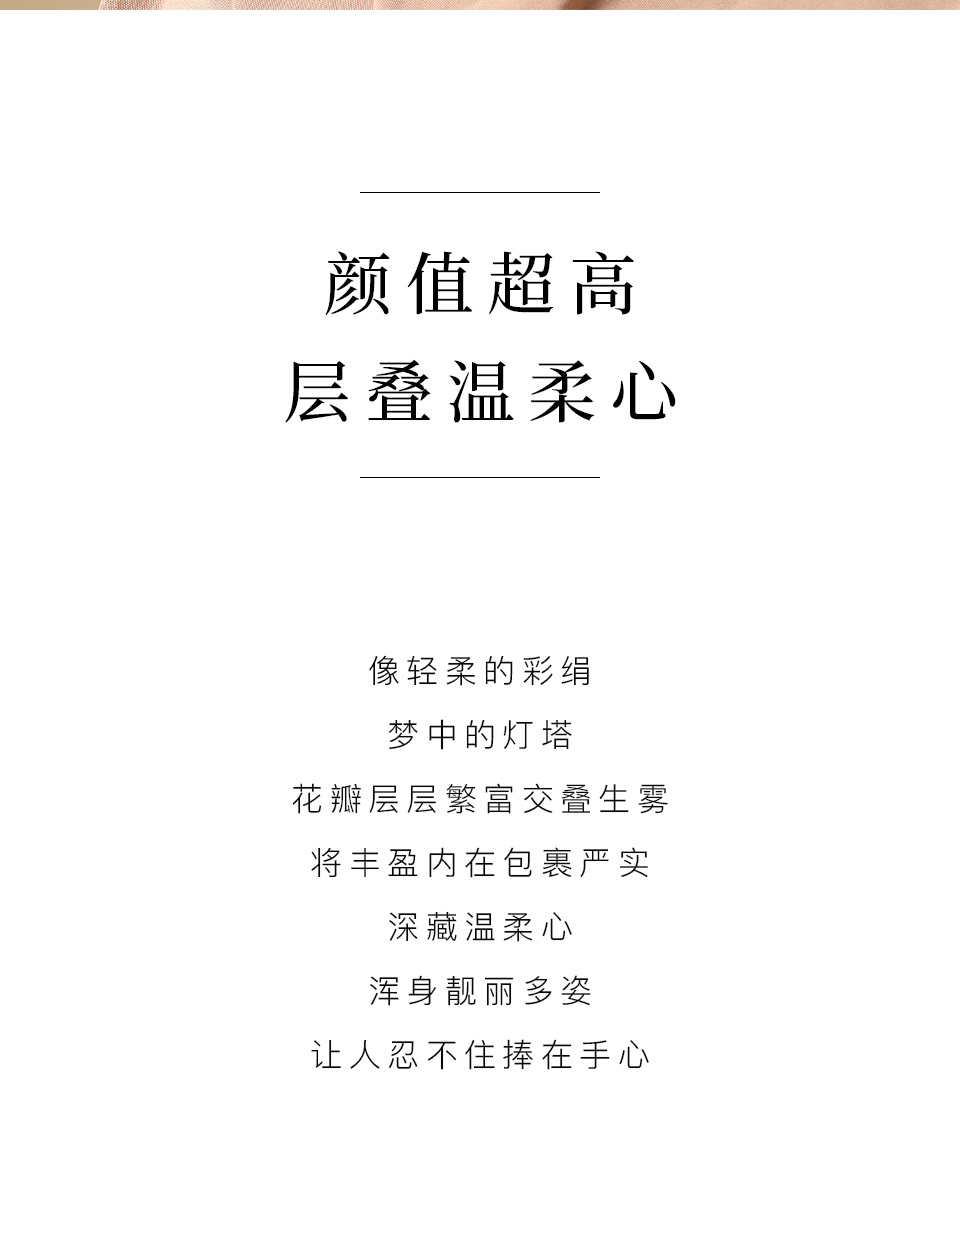 颜值超高
层叠温柔心
像轻柔的彩绢
梦中的灯塔
花瓣层层繁富交叠生雾
将丰盈内在包裹严实
深藏温柔心
浑身靓丽多姿
让人忍不住捧在手心